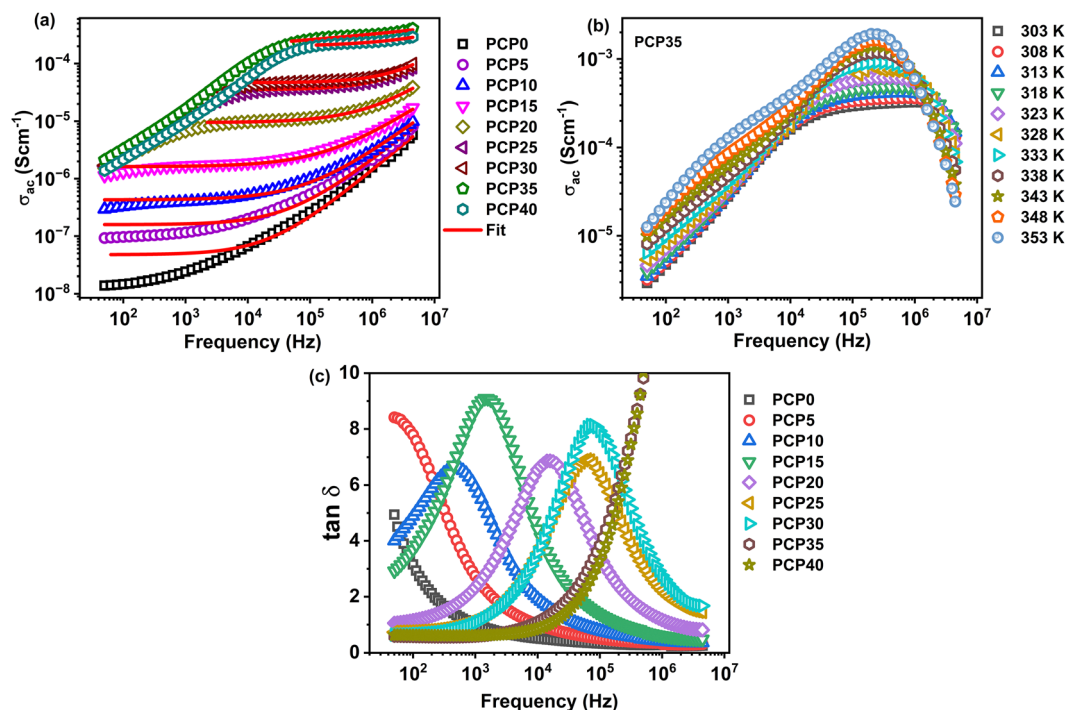 (a)
σac (Scm⁻¹)
10⁻⁴
10⁻⁵
10⁻⁶
10⁻⁷
10⁻⁸
10² 10³ 10⁴ 10⁵ 10⁶ 10⁷
Frequency (Hz)
PCP0
PCP5
PCP10
PCP15
PCP20
PCP25
PCP30
PCP35
PCP40
Fit
(b)
PCP35
σac (Scm⁻¹)
10⁻³
10⁻⁴
10⁻⁵
10² 10³ 10⁴ 10⁵ 10⁶ 10⁷
Frequency (Hz)
303 K
308 K
313 K
318 K
323 K
328 K
333 K
338 K
343 K
348 K
353 K
(c)
tan δ
10
8
6
4
2
0
10² 10³ 10⁴ 10⁵ 10⁶ 10⁷
Frequency (Hz)
PCP0
PCP5
PCP10
PCP15
PCP20
PCP25
PCP30
PCP35
PCP40